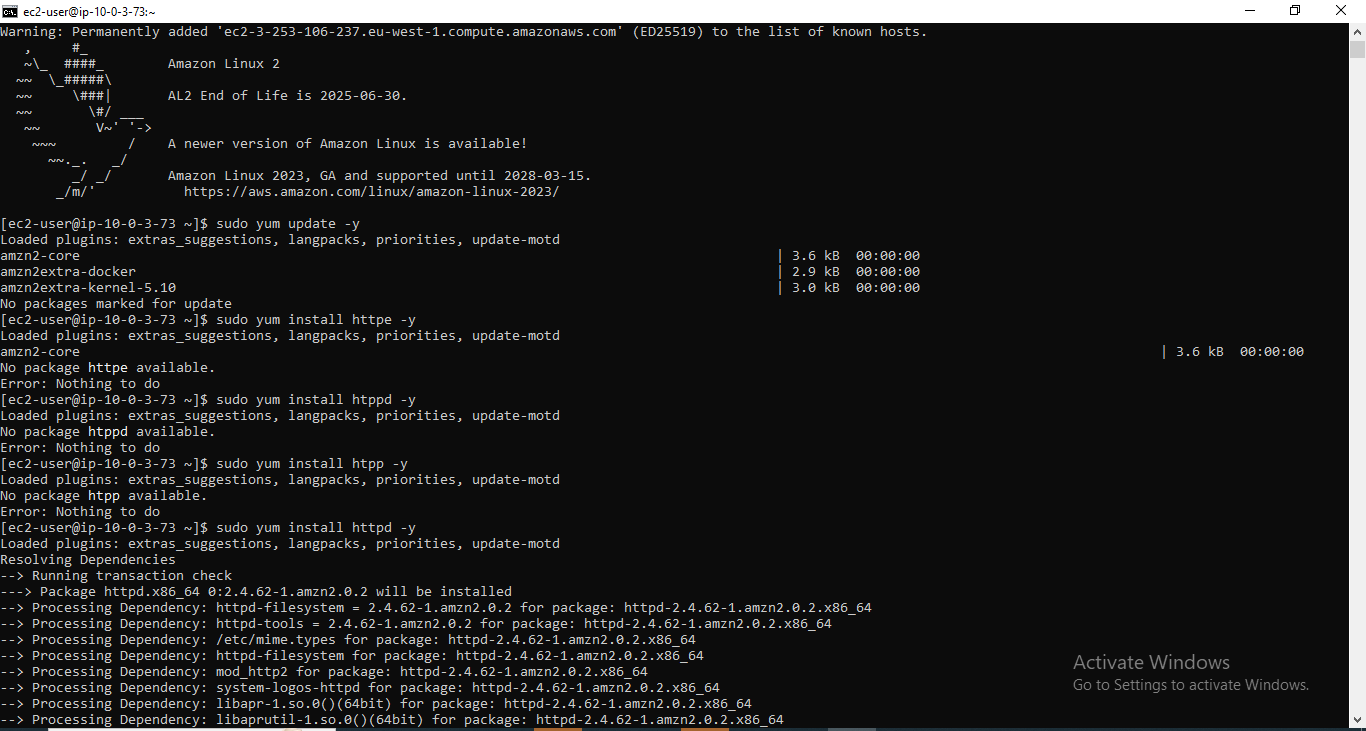 ec2-user@ip-10-0-3-73:~
Warning: Permanently added 'ec2-3-253-106-237.eu-west-1.compute.amazonaws.com' (ED25519) to the list of known hosts.
   ,     #_
   ~\_  ####_        Amazon Linux 2
  ~~  \_#####\
  ~~     \###|       AL2 End of Life is 2025-06-30.
  ~~       \#/ ___
   ~~       V~' '->
    ~~~         /    A newer version of Amazon Linux is available!
      ~~._.   _/
         _/ _/       Amazon Linux 2023, GA and supported until 2028-03-15.
       _/m/'           https://aws.amazon.com/linux/amazon-linux-2023/
[ec2-user@ip-10-0-3-73 ~]$ sudo yum update -y
Loaded plugins: extras_suggestions, langpacks, priorities, update-motd
amzn2-core | 3.6 kB  00:00:00
amzn2extra-docker | 2.9 kB  00:00:00
amzn2extra-kernel-5.10 | 3.0 kB  00:00:00
No packages marked for update
[ec2-user@ip-10-0-3-73 ~]$ sudo yum install httpe -y
Loaded plugins: extras_suggestions, langpacks, priorities, update-motd
amzn2-core | 3.6 kB  00:00:00
No package httpe available.
Error: Nothing to do
[ec2-user@ip-10-0-3-73 ~]$ sudo yum install htppd -y
Loaded plugins: extras_suggestions, langpacks, priorities, update-motd
No package htppd available.
Error: Nothing to do
[ec2-user@ip-10-0-3-73 ~]$ sudo yum install htpp -y
Loaded plugins: extras_suggestions, langpacks, priorities, update-motd
No package htpp available.
Error: Nothing to do
[ec2-user@ip-10-0-3-73 ~]$ sudo yum install httpd -y
Loaded plugins: extras_suggestions, langpacks, priorities, update-motd
Resolving Dependencies
--> Running transaction check
---> Package httpd.x86_64 0:2.4.62-1.amzn2.0.2 will be installed
--> Processing Dependency: httpd-filesystem = 2.4.62-1.amzn2.0.2 for package: httpd-2.4.62-1.amzn2.0.2.x86_64
--> Processing Dependency: httpd-tools = 2.4.62-1.amzn2.0.2 for package: httpd-2.4.62-1.amzn2.0.2.x86_64
--> Processing Dependency: /etc/mime.types for package: httpd-2.4.62-1.amzn2.0.2.x86_64
--> Processing Dependency: httpd-filesystem for package: httpd-2.4.62-1.amzn2.0.2.x86_64
--> Processing Dependency: mod_http2 for package: httpd-2.4.62-1.amzn2.0.2.x86_64
--> Processing Dependency: system-logos-httpd for package: httpd-2.4.62-1.amzn2.0.2.x86_64
--> Processing Dependency: libapr-1.so.0()(64bit) for package: httpd-2.4.62-1.amzn2.0.2.x86_64
--> Processing Dependency: libaprutil-1.so.0()(64bit) for package: httpd-2.4.62-1.amzn2.0.2.x86_64
Activate Windows
Go to Settings to activate Windows.